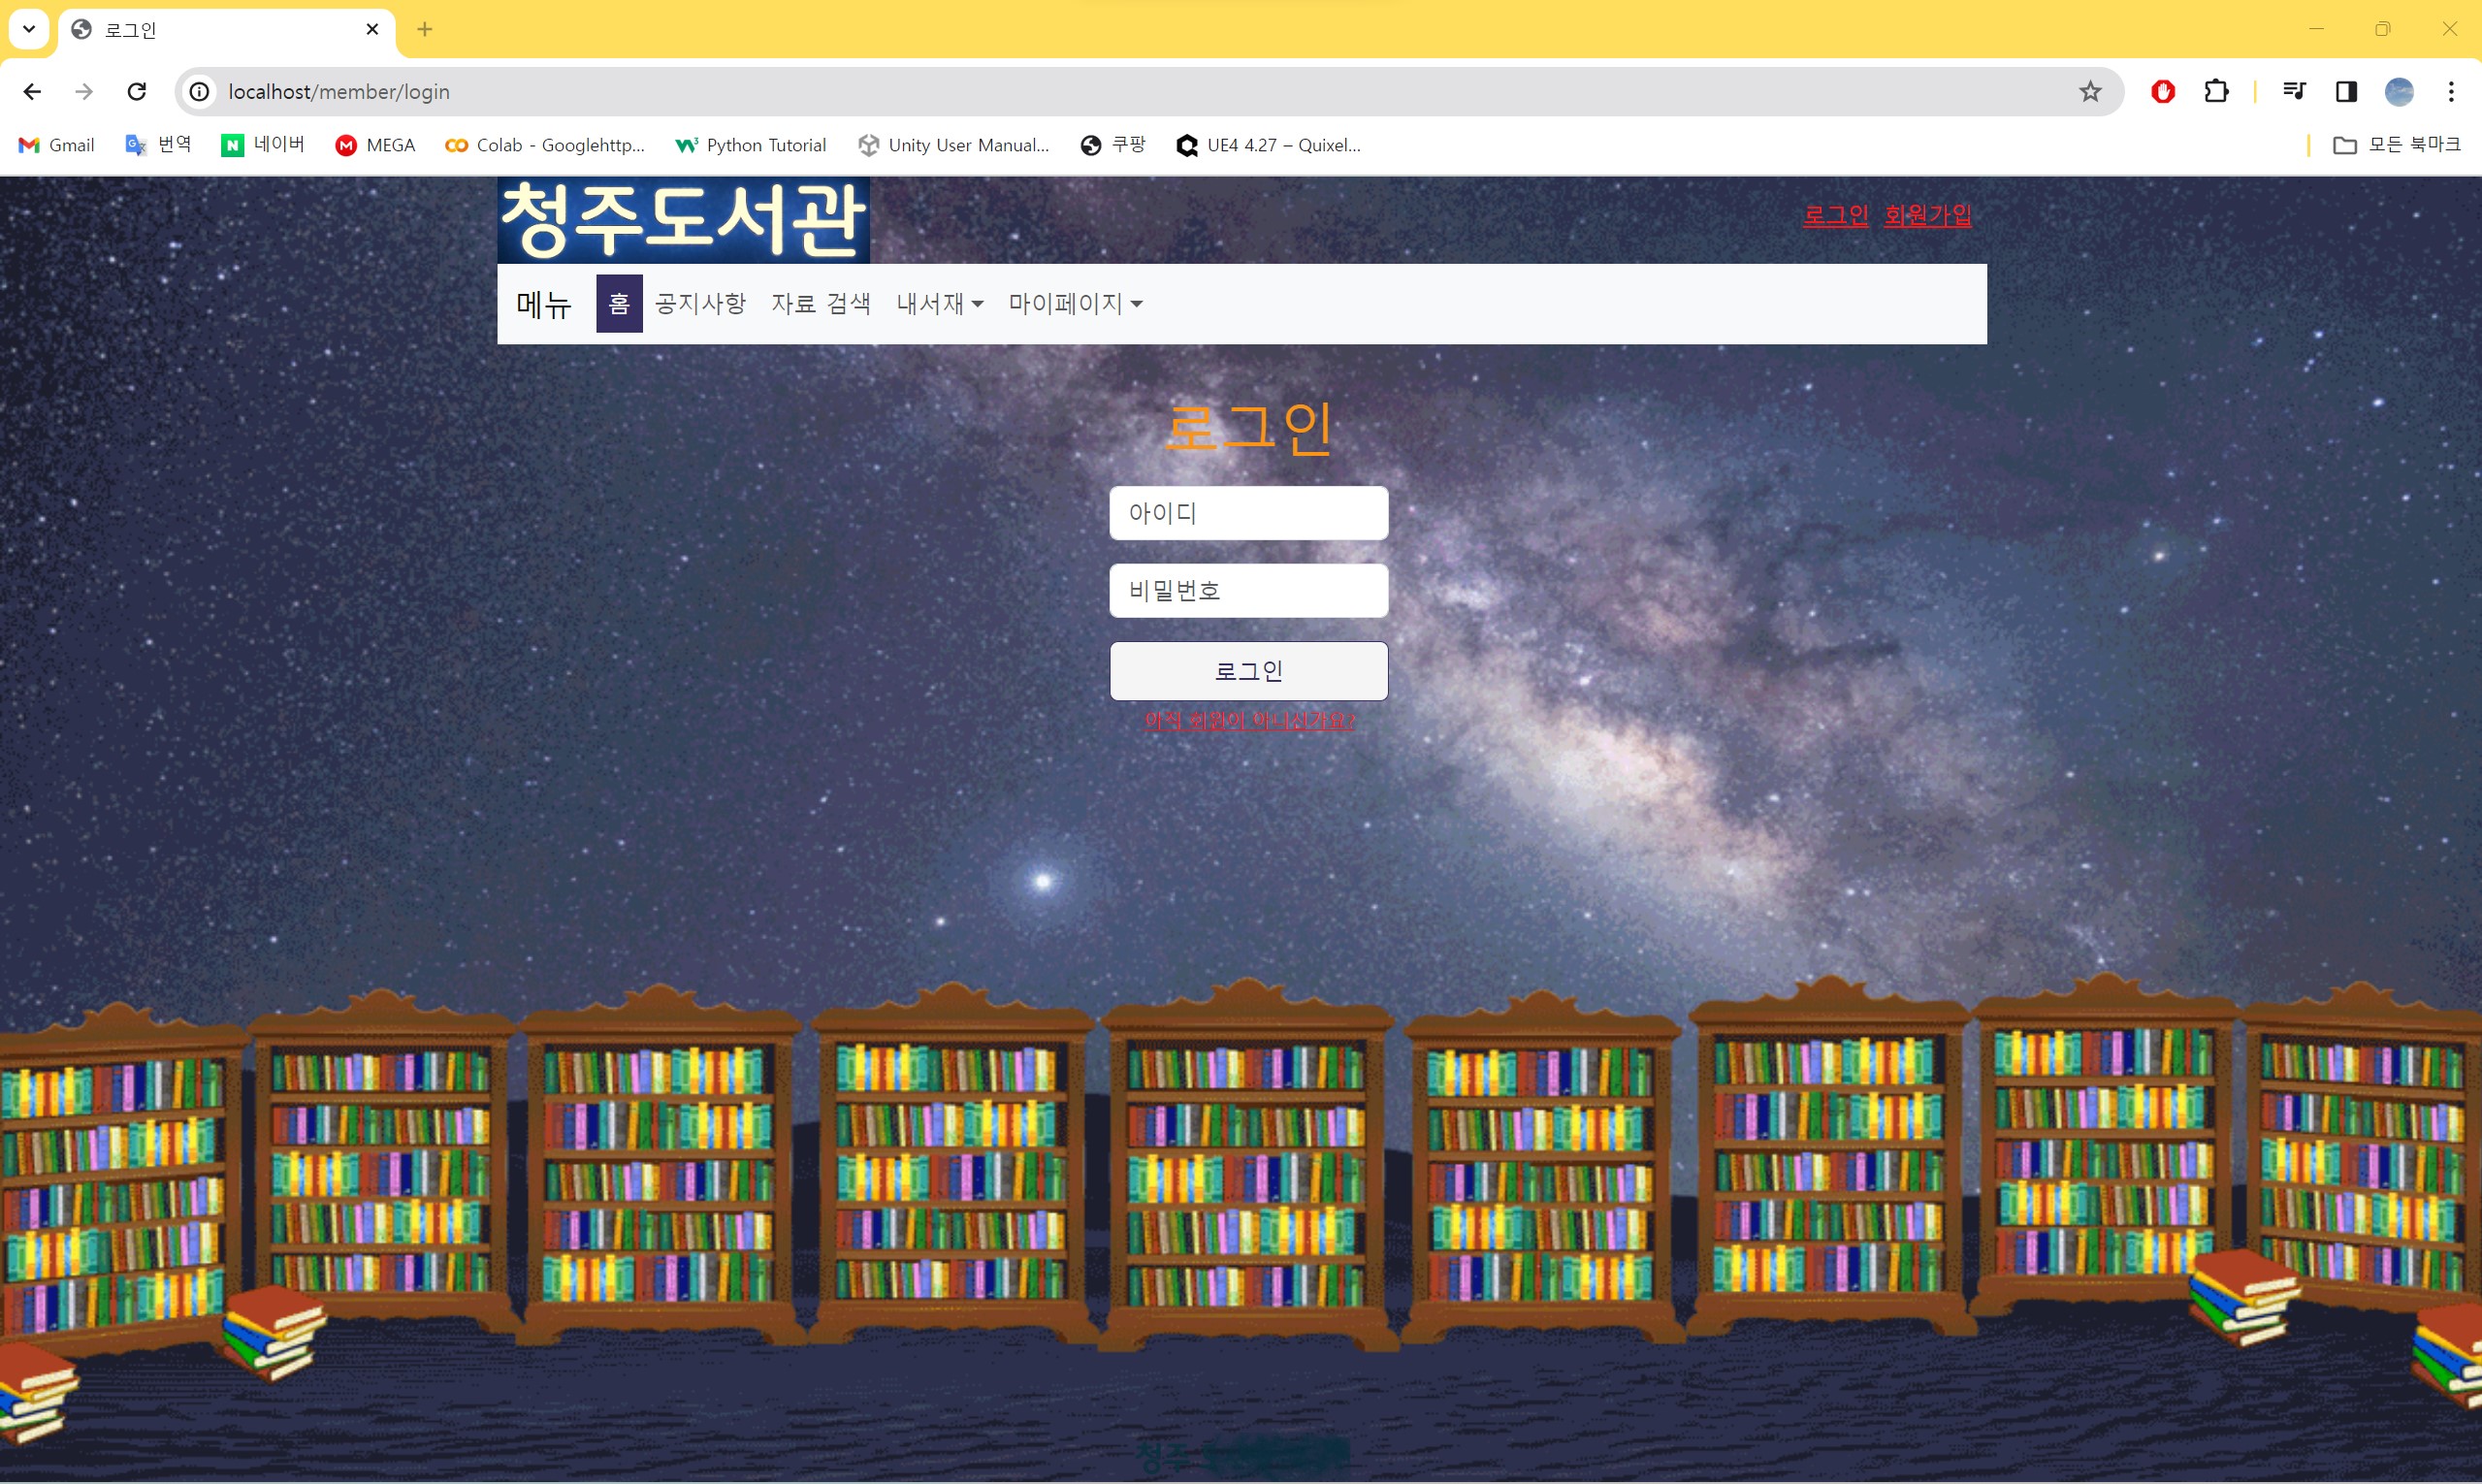 로그인
localhost/member/login
Gmail 번역 네이버 MEGA Colab - Googlehttp... Python Tutorial Unity User Manual... 쿠팡 UE4 4.27 – Quixel... 모든 북마크
청주도서관
로그인 회원가입
메뉴 홈 공지사항 자료 검색 내서재 마이페이지
로그인
아이디
비밀번호
로그인
아직 회원이 아니신가요?
청주